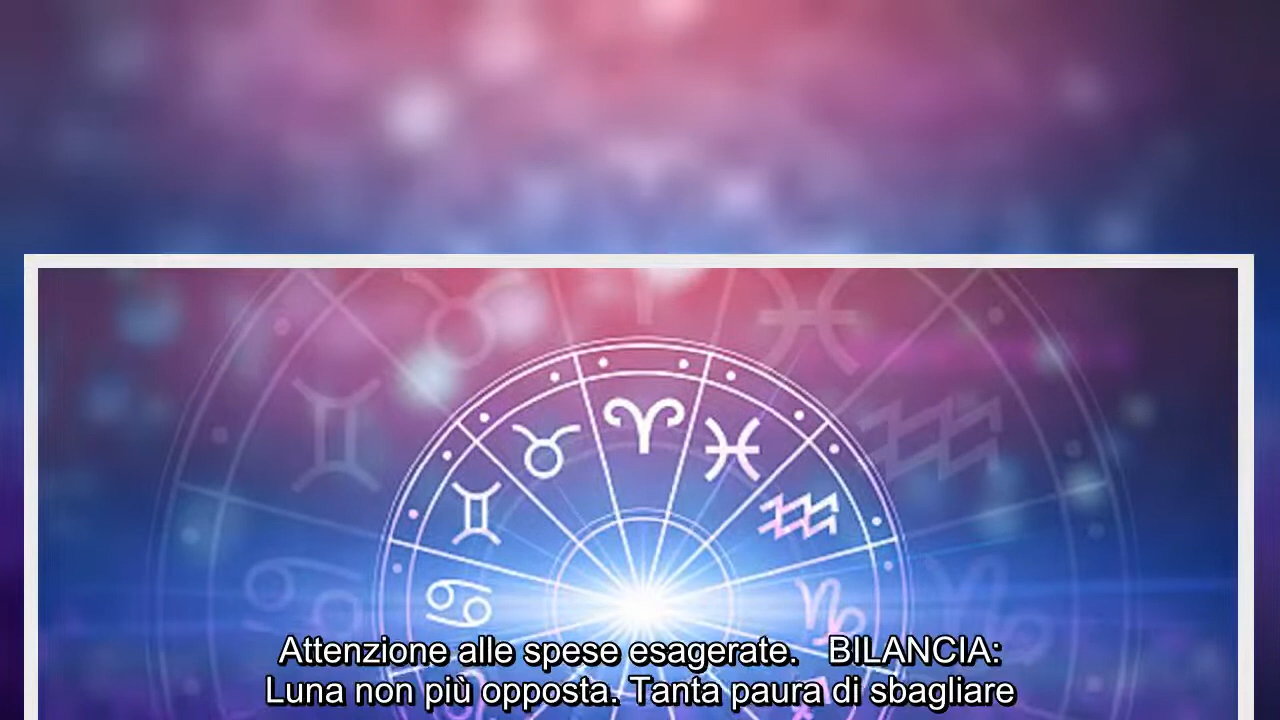 Attenzione alle spese esagerate.   BILANCIA:
Luna non più opposta. Tanta paura di sbagliare